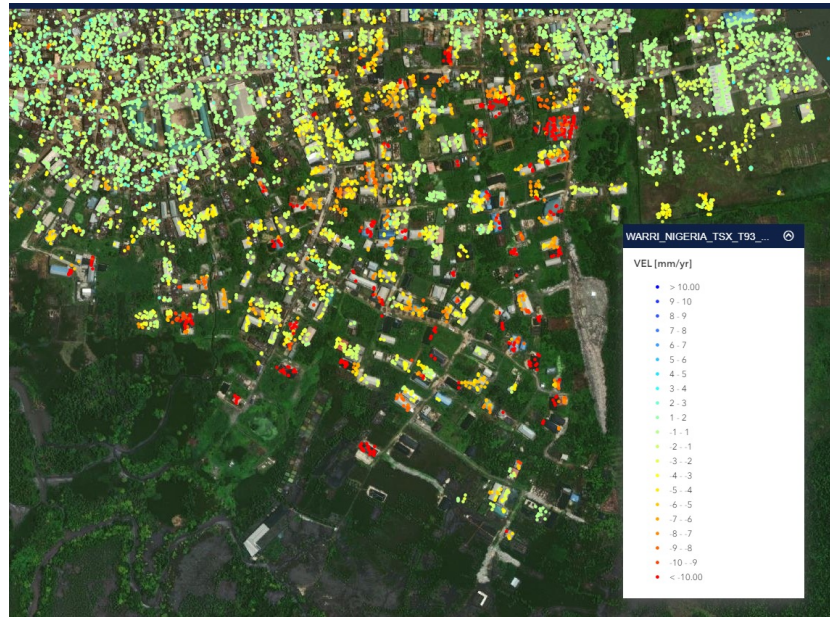 WARRI_NIGERIA_TSX_T93_...
VEL [mm/yr]
> 10.00
9 - 10
8 - 9
7 - 8
6 - 7
5 - 6
4 - 5
3 - 4
2 - 3
1 - 2
-1 - 1
-2 - -1
-3 - -2
-4 - -3
-5 - -4
-6 - -5
-7 - -6
-8 - -7
-9 - -8
-10 - -9
< -10.00